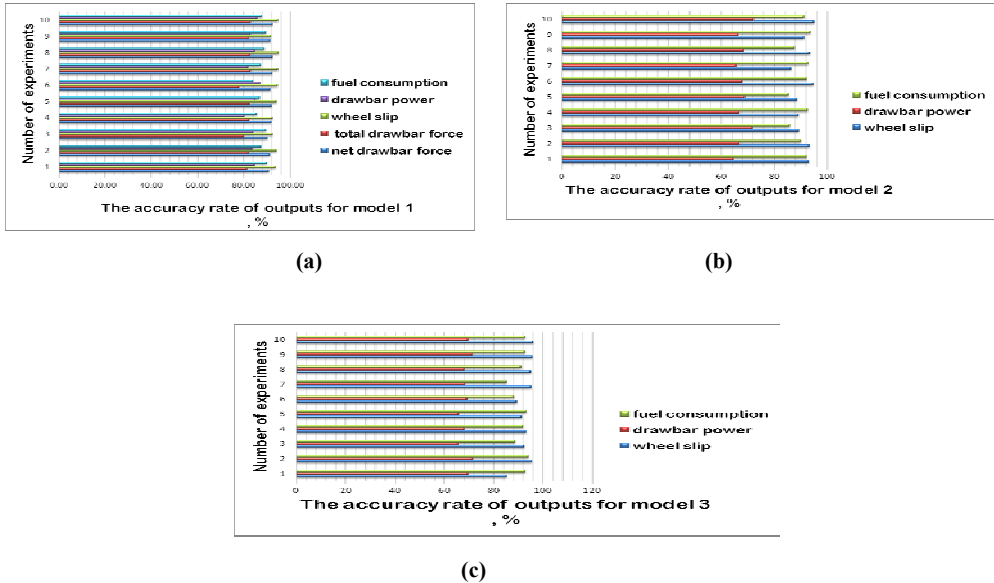 Number of experiments
10
9
8
7
6
5
4
3
2
1
0.00 20.00 40.00 60.00 80.00 100.00
fuel consumption
drawbar power
wheel slip
total drawbar force
net drawbar force
The accuracy rate of outputs for model 1
, %
(a)
Number of experiments
10
9
8
7
6
5
4
3
2
1
0 20 40 60 80 100
fuel consumption
drawbar power
wheel slip
The accuracy rate of outputs for model 2
, %
(b)
Number of experiments
10
9
8
7
6
5
4
3
2
1
0 20 40 60 80 100 120
fuel consumption
drawbar power
wheel slip
The accuracy rate of outputs for model 3
, %
(c)